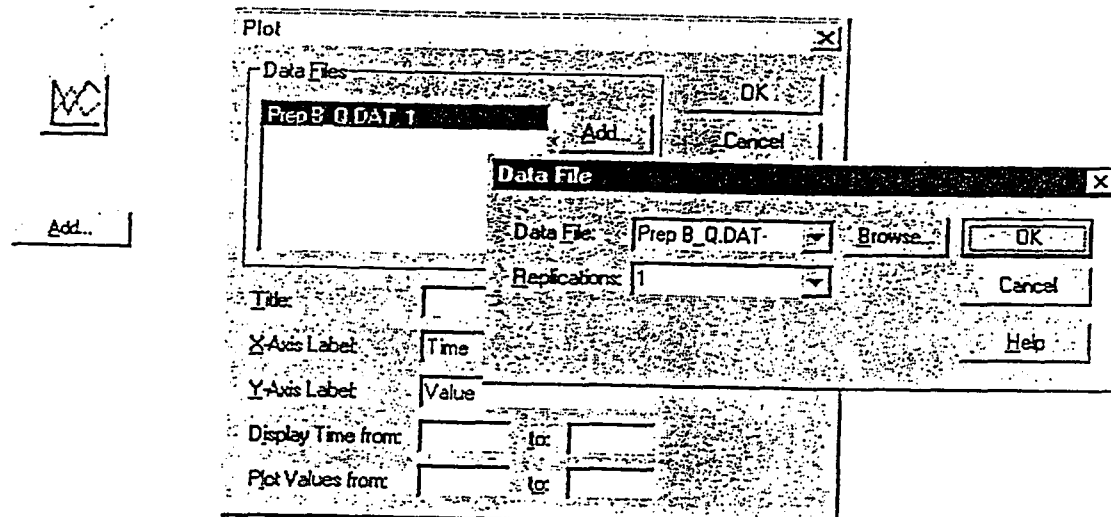 Plot
Data Files
Prep B_Q.DAT, 1
Add...
OK
Cancel
Add...
Data File
Data File:
Prep B_Q.DAT
Browse...
OK
Replications:
1
Cancel
Help
Title:
X-Axis Label:
Time
Y-Axis Label:
Value
Display Time from:
to:
Plot Values from:
to: